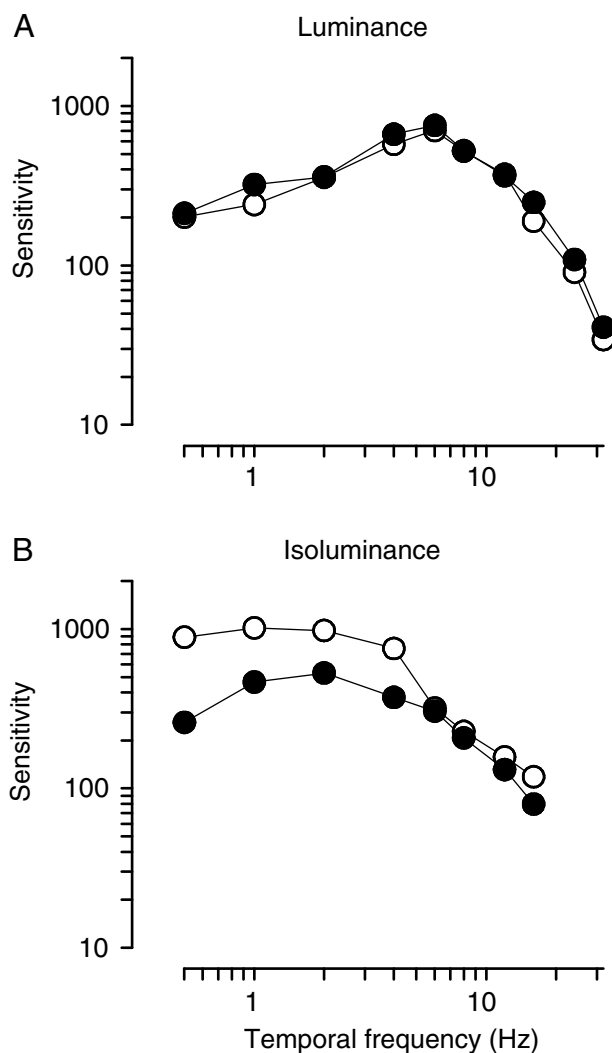 A
Luminance
1000
100
10
Sensitivity
1
10
B
Isoluminance
1000
100
10
Sensitivity
1
10
Temporal frequency (Hz)